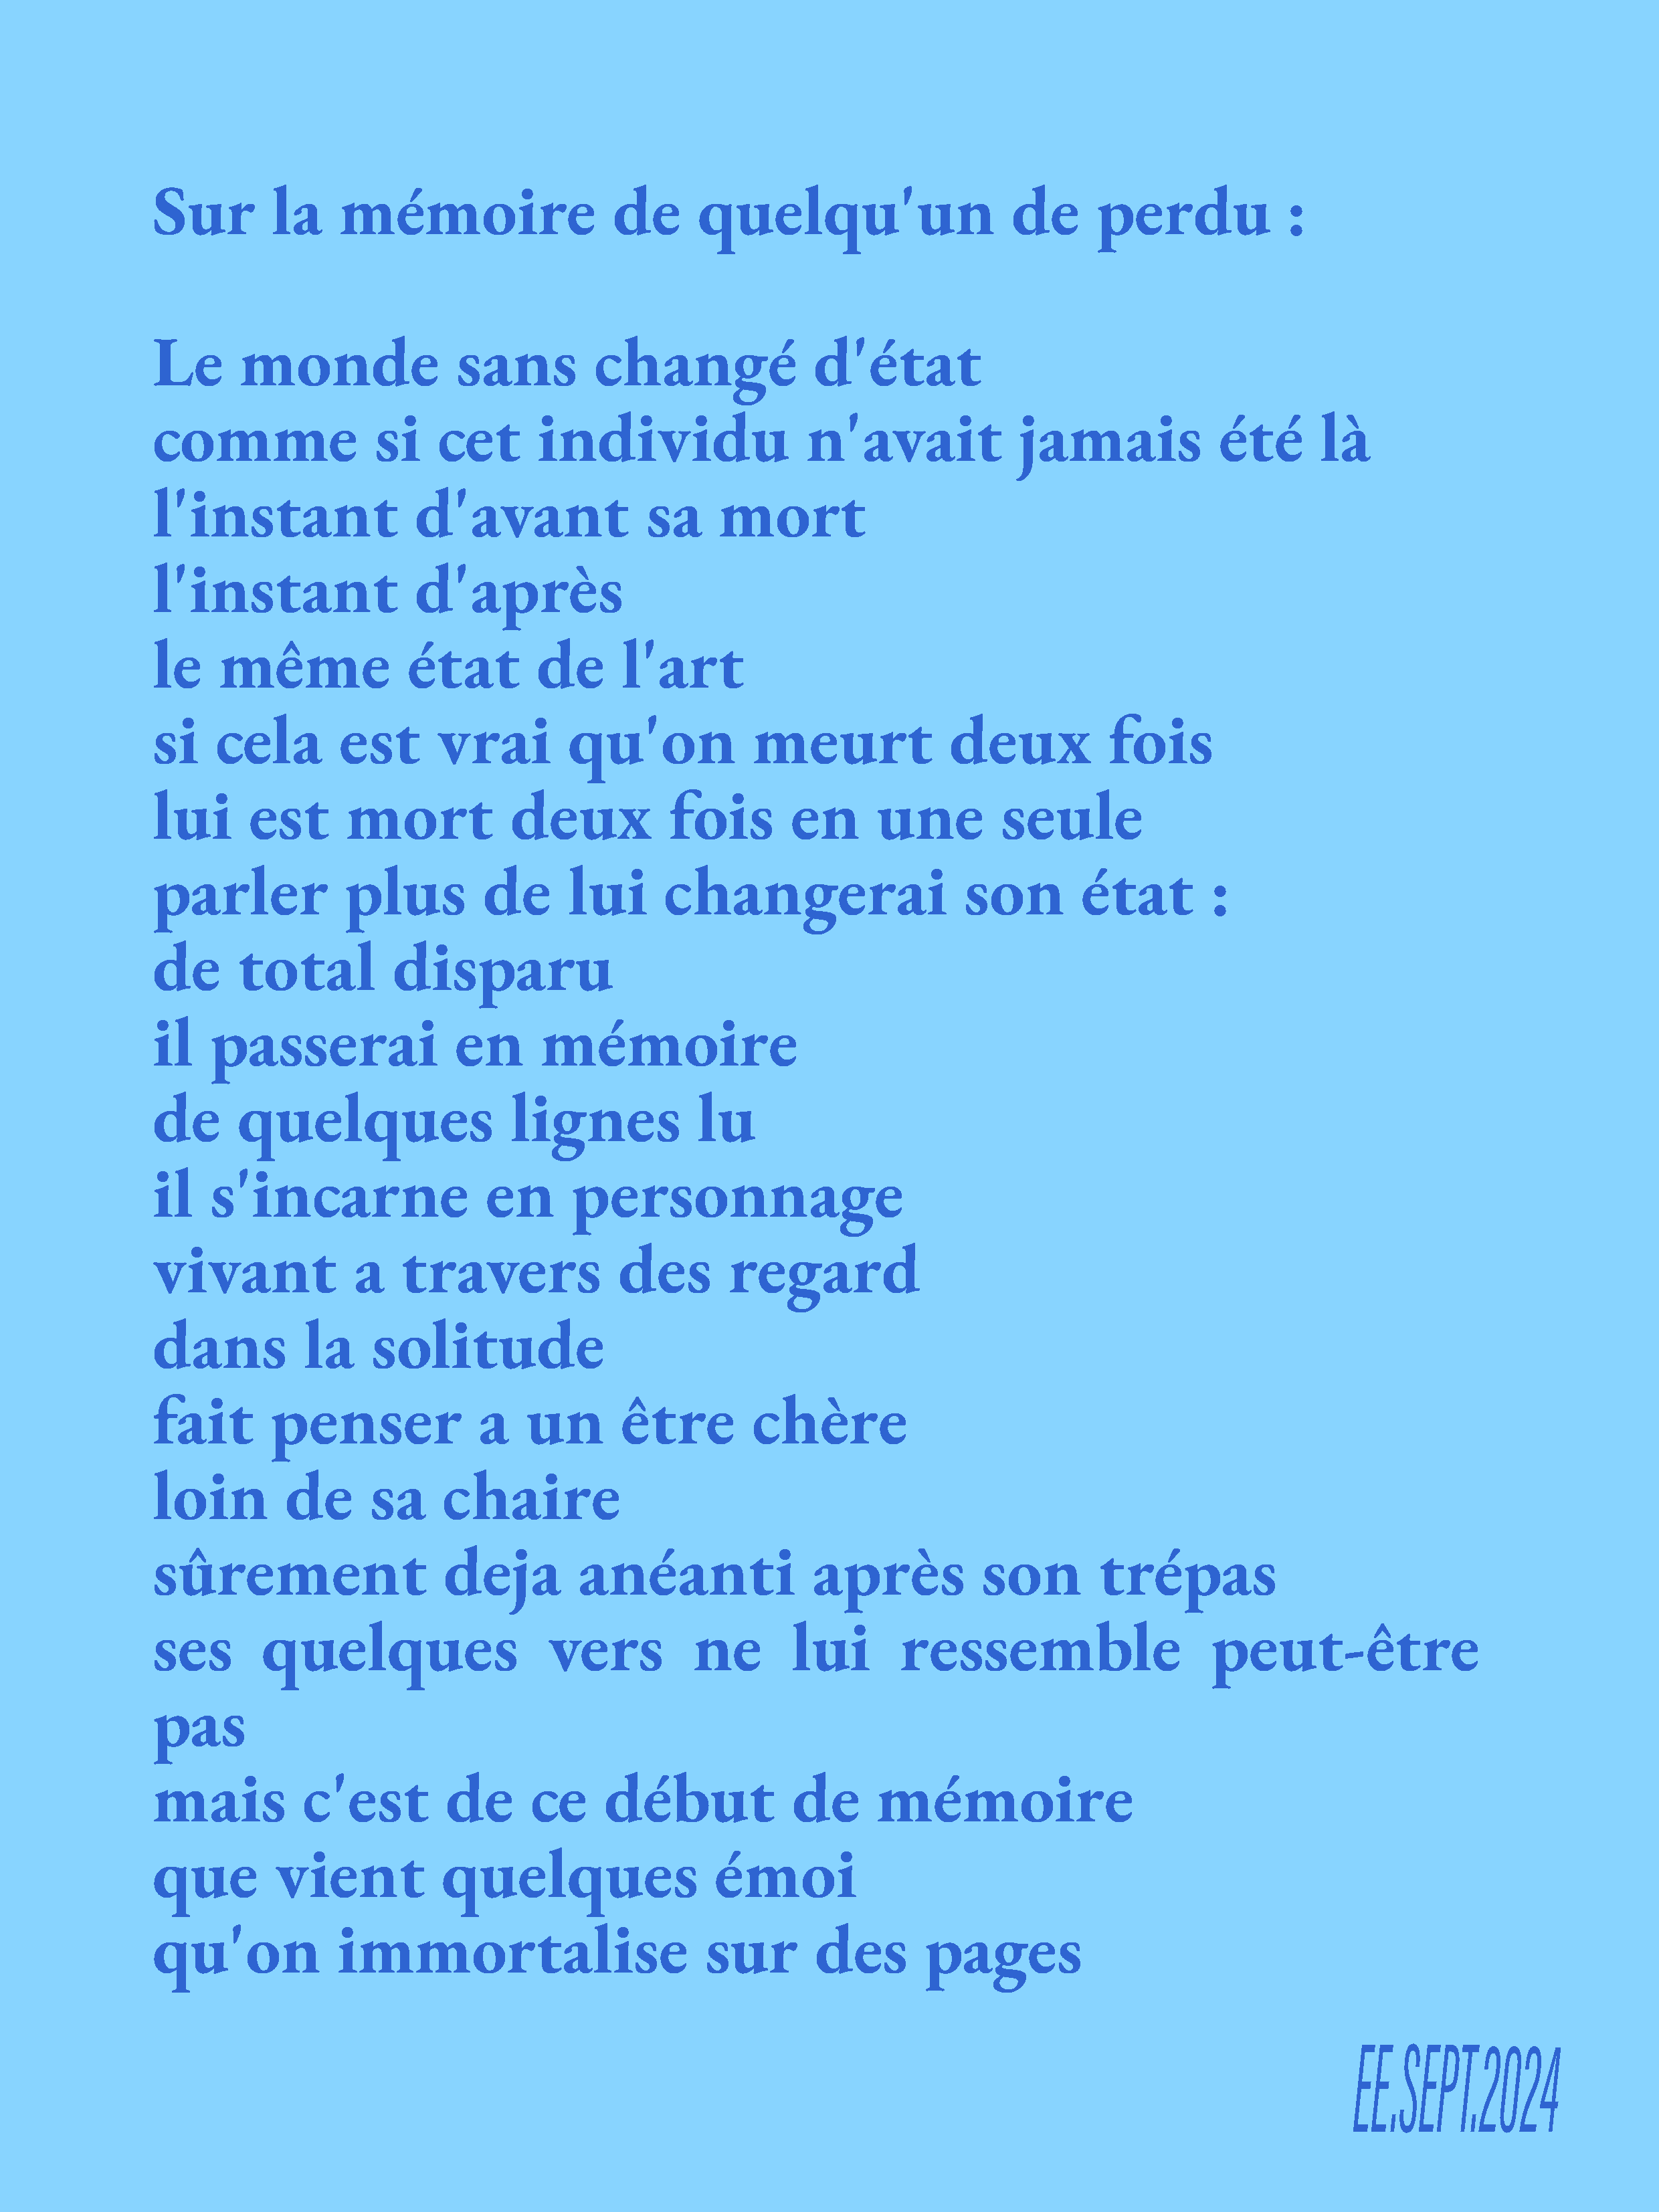 Sur la mémoire de quelqu'un de perdu :
Le monde sans changé d'état
comme si cet individu n'avait jamais été là
l'instant d'avant sa mort
l'instant d'après
le même état de l'art
si cela est vrai qu'on meurt deux fois
lui est mort deux fois en une seule
parler plus de lui changerai son état :
de total disparu
il passerai en mémoire
de quelques lignes lu
il s'incarne en personnage
vivant a travers des regard
dans la solitude
fait penser a un être chère
loin de sa chaire
sûrement deja anéanti après son trépas
ses quelques vers ne lui ressemble peut-être
pas
mais c'est de ce début de mémoire
que vient quelques émoi
qu'on immortalise sur des pages
EE.SEPT.2024